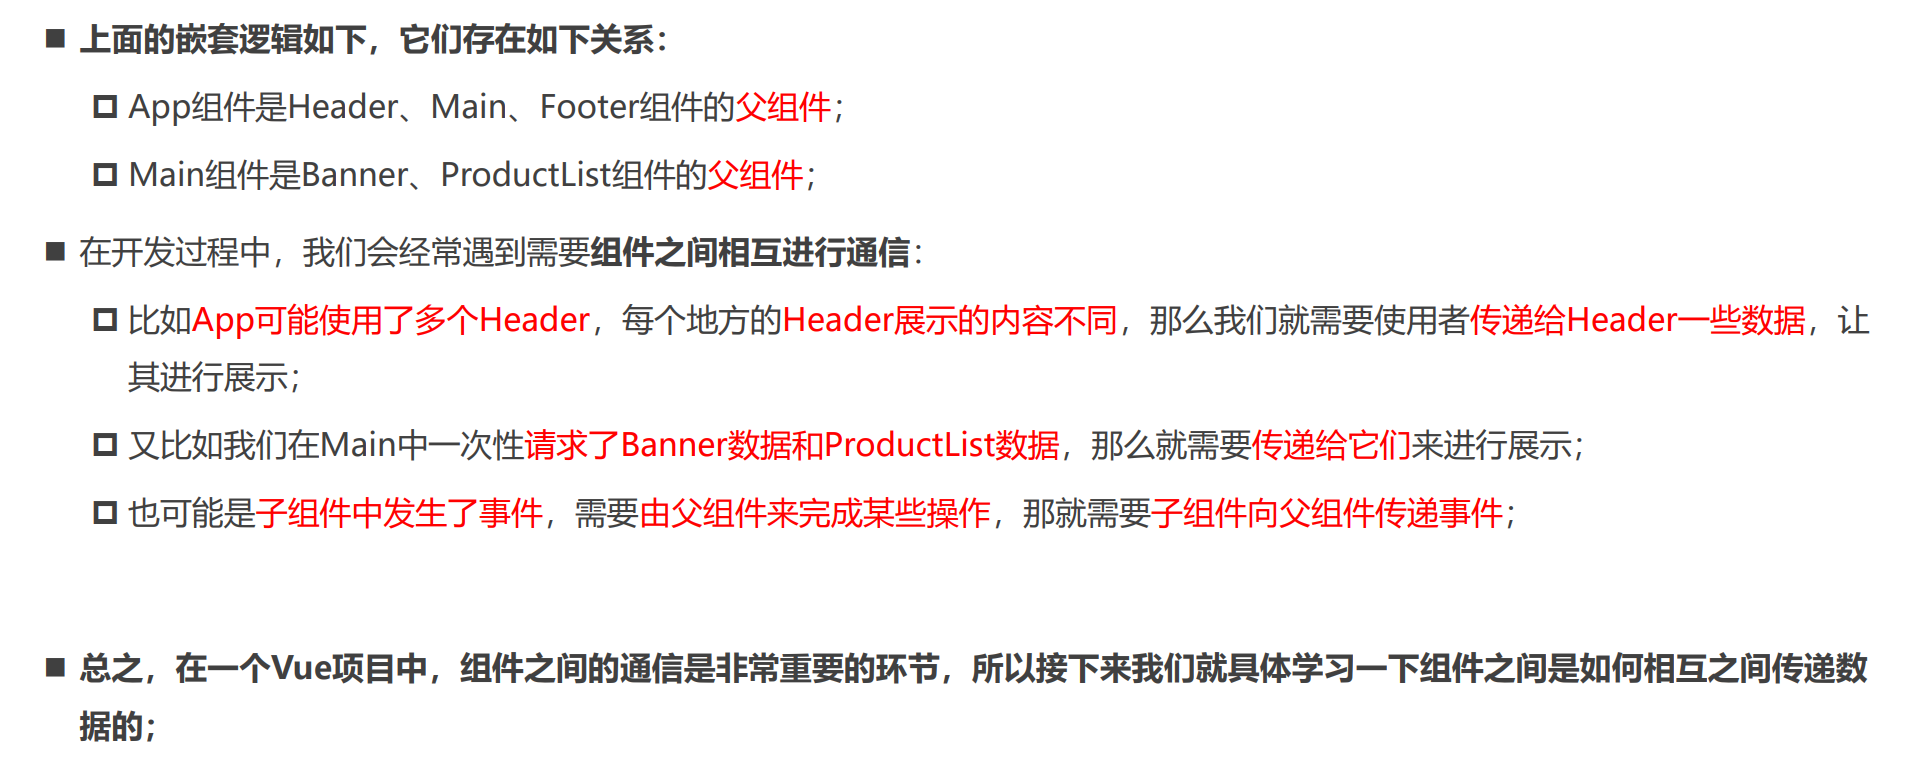 上面的嵌套逻辑如下，它们存在如下关系：
App组件是Header、Main、Footer组件的父组件；
Main组件是Banner、ProductList组件的父组件；
在开发过程中，我们会经常遇到需要组件之间相互进行通信：
比如App可能使用了多个Header，每个地方的Header展示的内容不同，那么我们就需要使用者传递给Header一些数据，让
其进行展示；
又比如我们在Main中一次性请求了Banner数据和ProductList数据，那么就需要传递给它们来进行展示；
也可能是子组件中发生了事件，需要由父组件来完成某些操作，那就需要子组件向父组件传递事件；
总之，在一个Vue项目中，组件之间的通信是非常重要的环节，所以接下来我们就具体学习一下组件之间是如何相互之间传递数
据的；